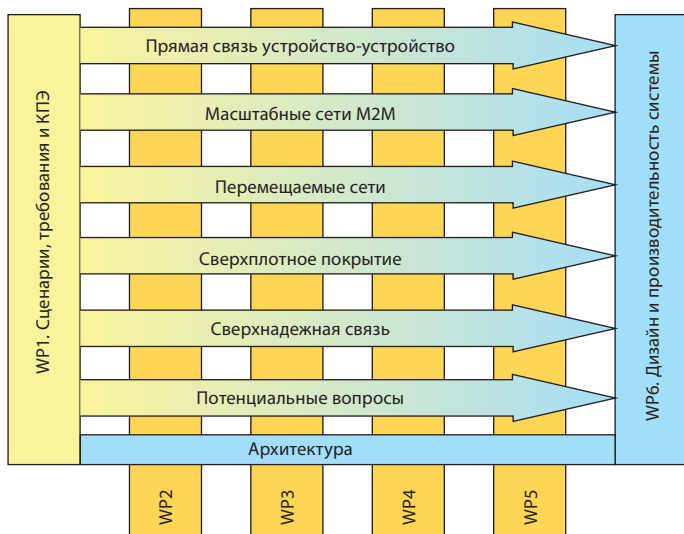 WP1. Сценарии, требования и КПЭ
Прямая связь устройство-устройство
Масштабные сети M2M
Перемещаемые сети
Сверхплотное покрытие
Сверхнадежная связь
Потенциальные вопросы
Архитектура
WP2
WP3
WP4
WP5
WP6. Дизайн и производительность системы